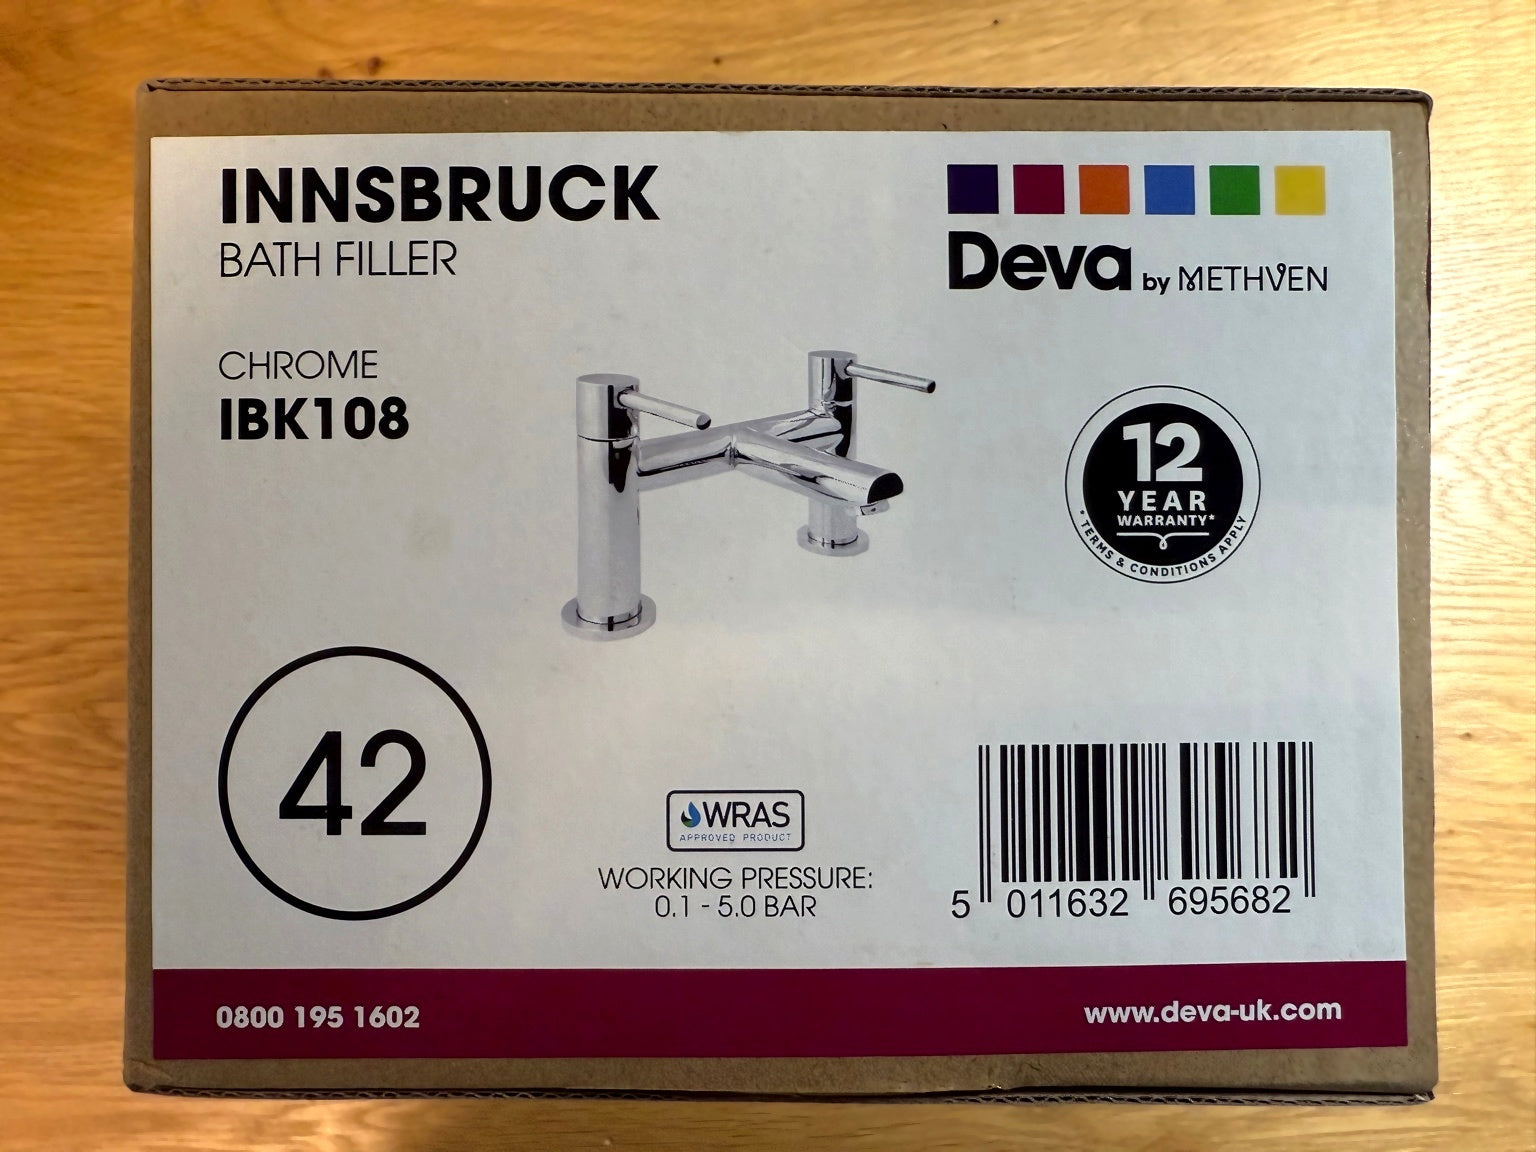 INNSBRUCK
BATH FILLER
Deva by METHVEN
CHROME
IBK108
12
YEAR
WARRANTY*
* TERMS & CONDITIONS APPLY
42
WRAS
APPROVED PRODUCT
WORKING PRESSURE:
0.1 - 5.0 BAR
5 011632 695682
0800 195 1602
www.deva-uk.com